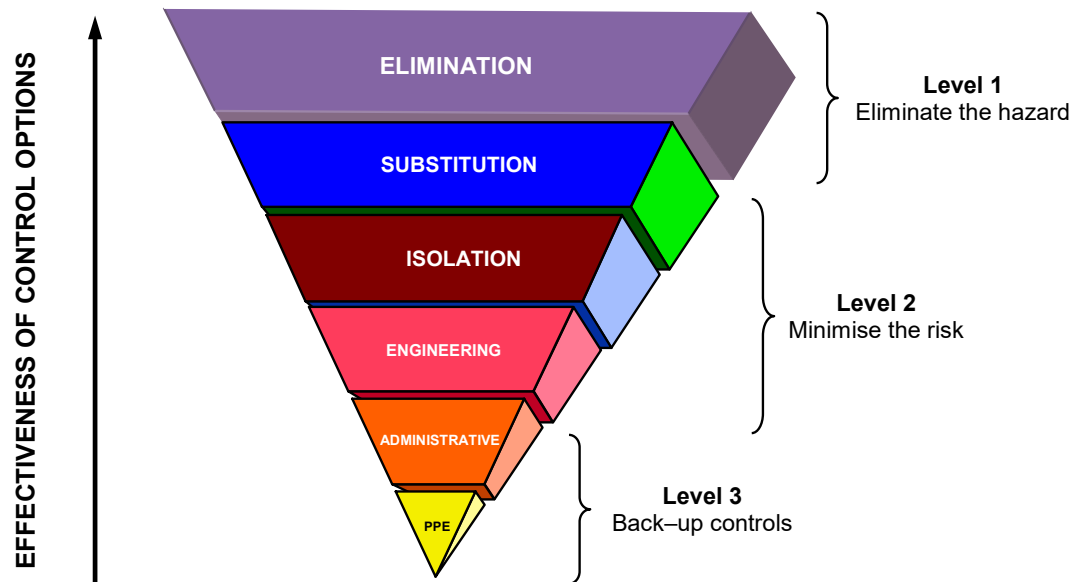 EFFECTIVENESS OF CONTROL OPTIONS
ELIMINATION
Level 1
Eliminate the hazard
SUBSTITUTION
ISOLATION
Level 2
Minimise the risk
ENGINEERING
ADMINISTRATIVE
Level 3
Back–up controls
PPE